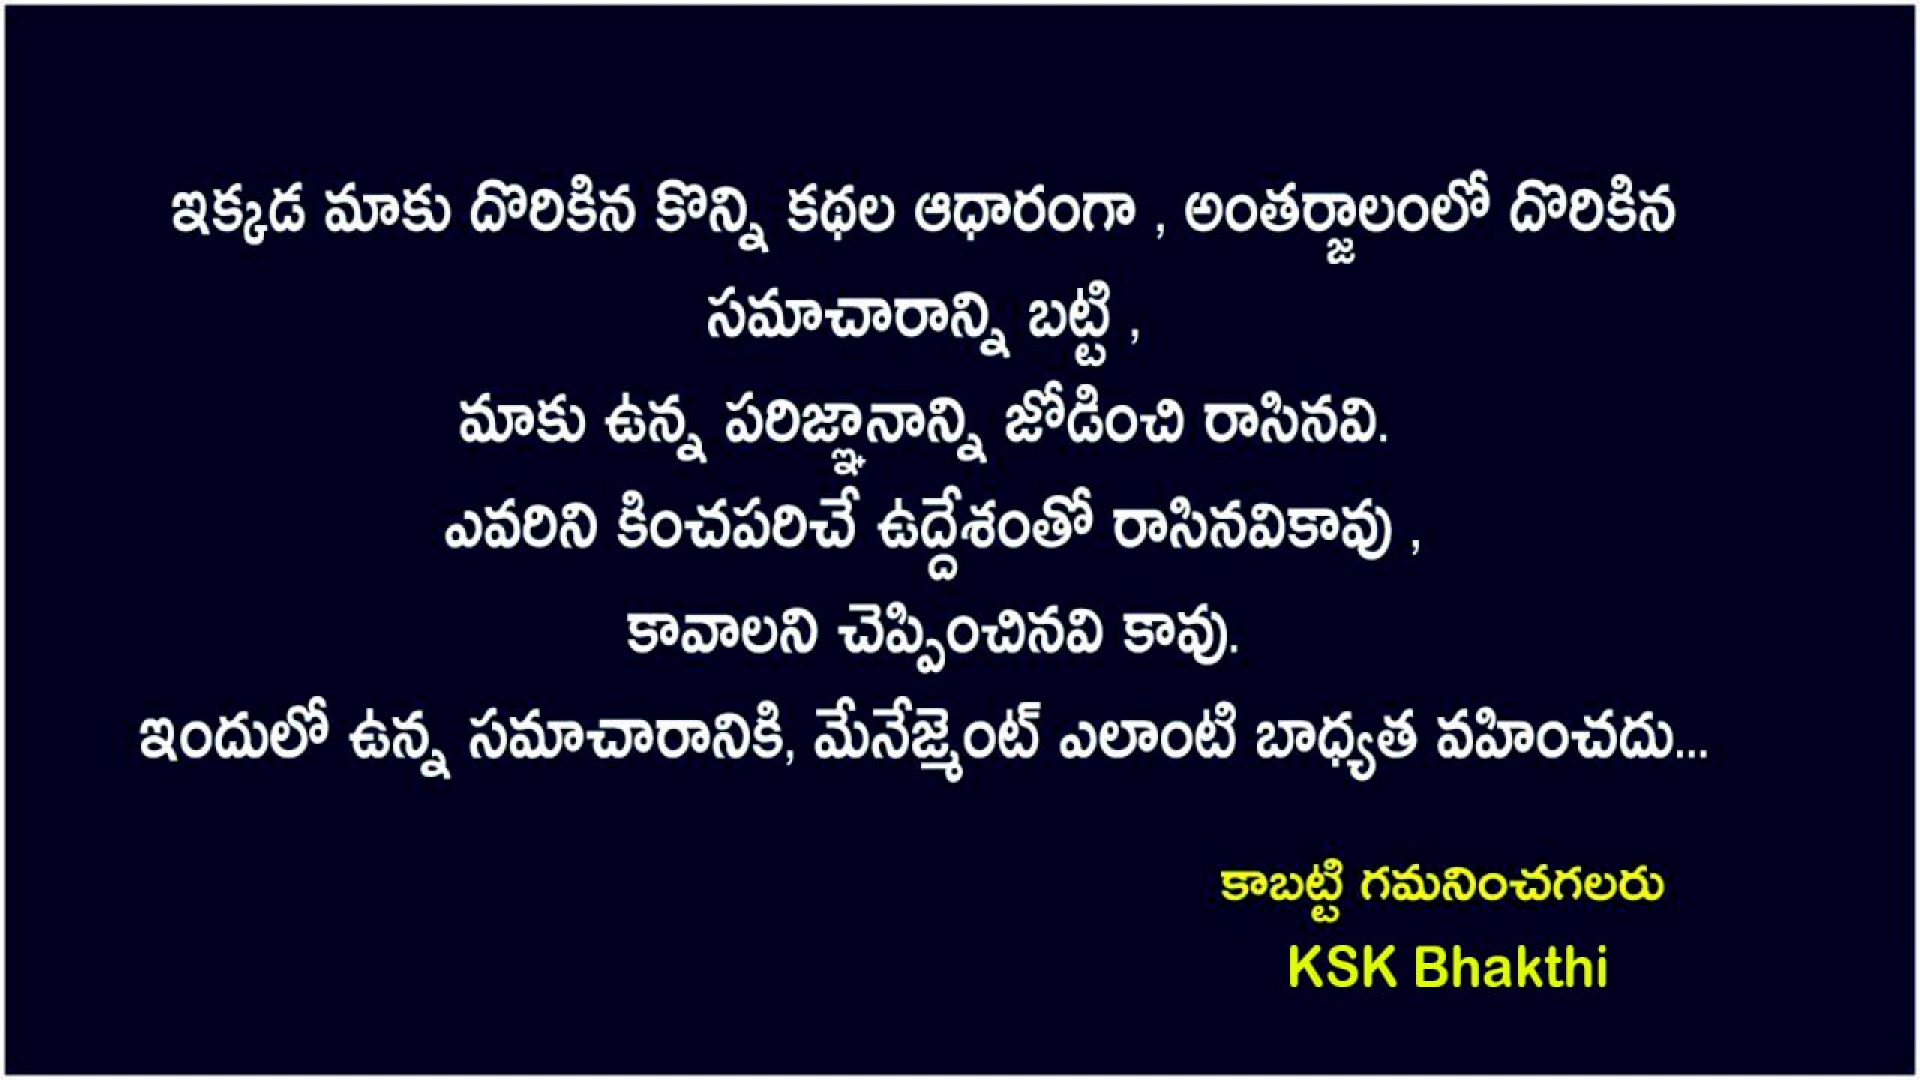 ఇక్కడ మాకు దొరికిన కొన్ని కథల ఆధారంగా , అంతర్జాలంలో దొరికిన
సమాచారాన్ని బట్టి ,
మాకు ఉన్న పరిజ్ఞానాన్ని జోడించి రాసినవి.
ఎవరిని కించపరిచే ఉద్దేశంతో రాసినవికావు ,
కావాలని చెప్పించినవి కావు.
ఇందులో ఉన్న సమాచారానికి, మేనేజ్మెంట్ ఎలాంటి బాధ్యత వహించదు...
కాబట్టి గమనించగలరు
KSK Bhakthi